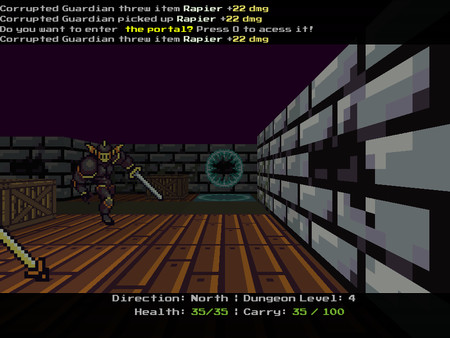 Corrupted Guardian threw item Rapier +22 dmg
Corrupted Guardian picked up Rapier +22 dmg
Do you want to enter the portal? Press O to acess it!
Corrupted Guardian threw item Rapier +22 dmg
Direction: North ¦ Dungeon Level: 4
Health: 35/35 ¦ Carry: 35 / 100